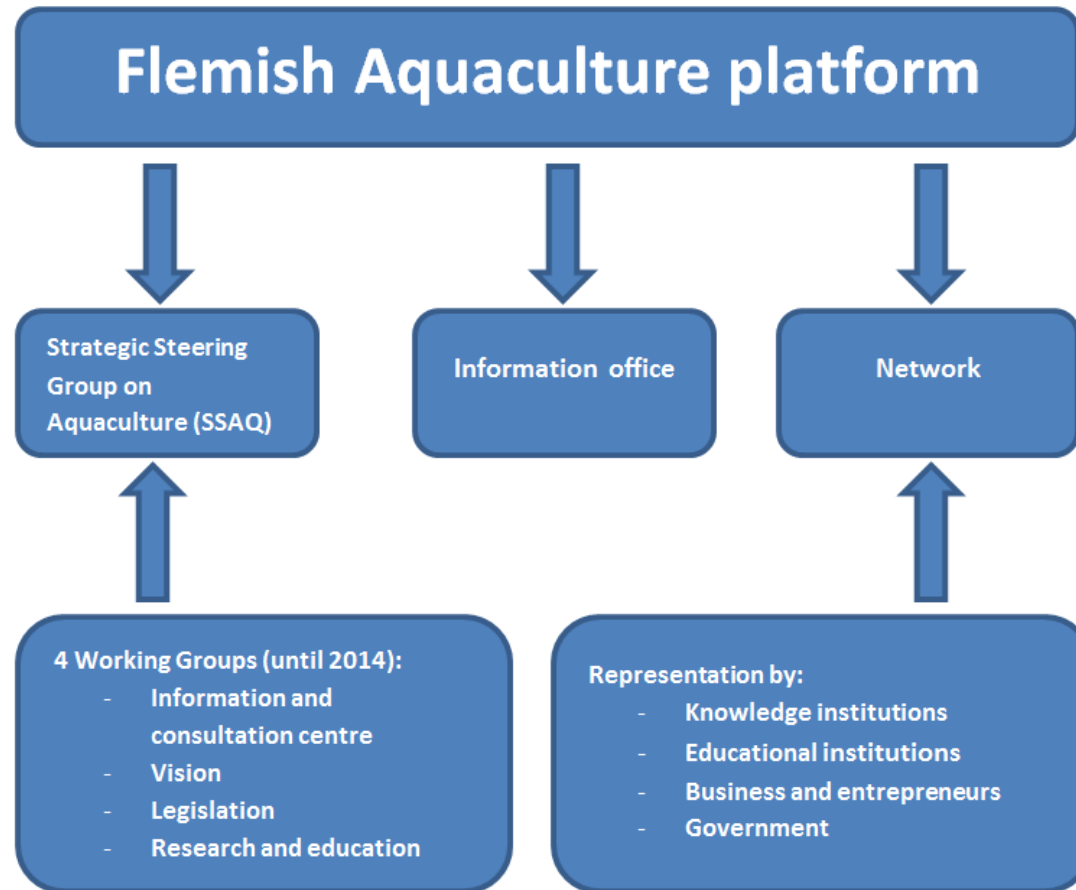 Flemish Aquaculture platform
Strategic Steering
Group on
Aquaculture (SSAQ)
Information office
Network
4 Working Groups (until 2014):
- Information and
consultation centre
- Vision
- Legislation
- Research and education
Representation by:
- Knowledge institutions
- Educational institutions
- Business and entrepreneurs
- Government